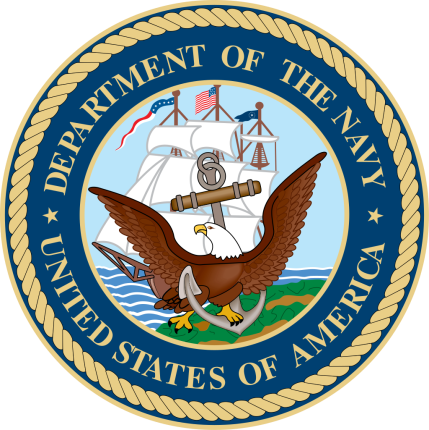 DEPARTMENT OF THE NAVY
UNITED STATES OF AMERICA